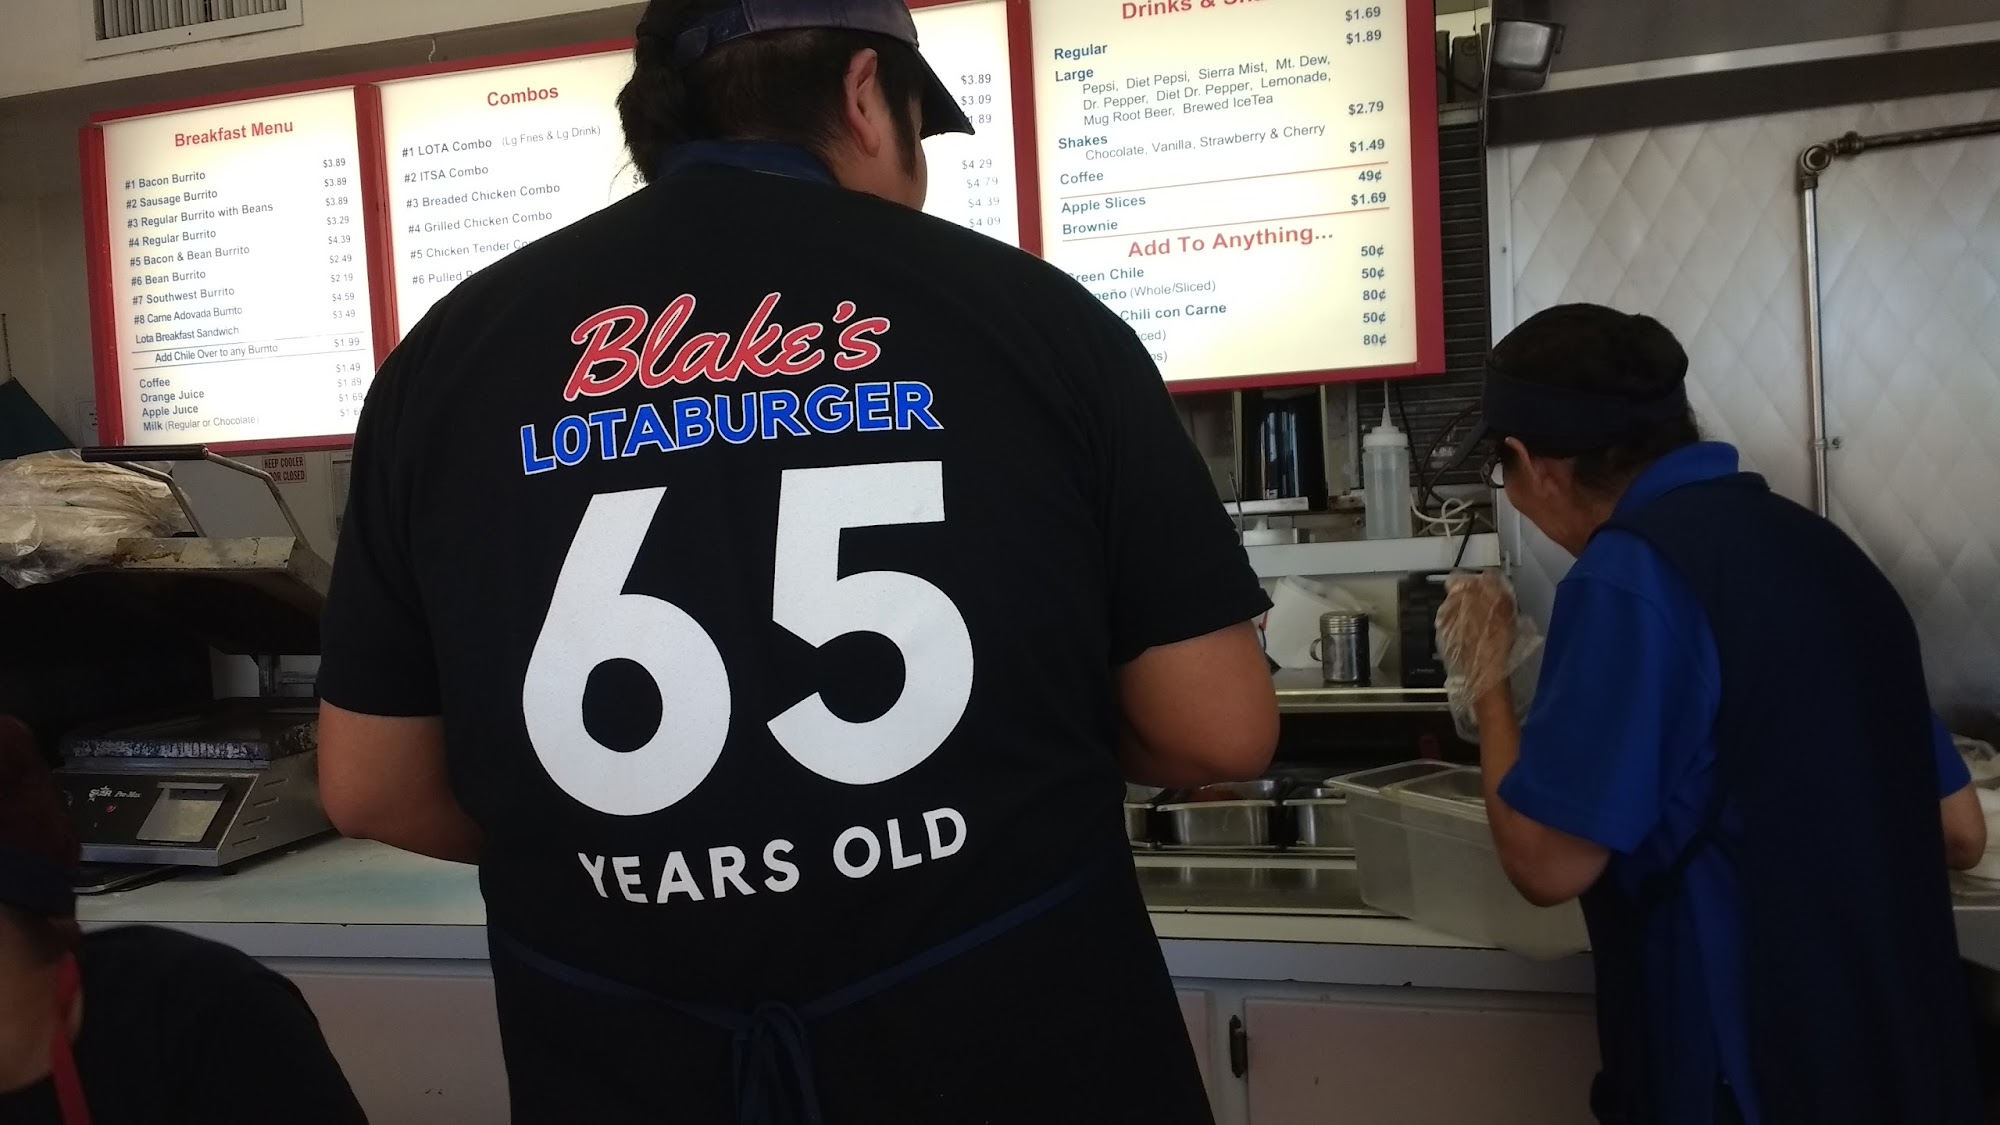 Breakfast Menu
#1 Bacon Burrito $3.89
#2 Sausage Burrito $3.89
#3 Regular Burrito with Beans $3.89
#4 Regular Burrito $3.29
#5 Bacon & Bean Burrito $4.39
#6 Bean Burrito $2.49
#7 Southwest Burrito $2.19
#8 Carne Adovada Burrito $4.59
Lota Breakfast Sandwich $3.49
Add Chile Over to any Burrito $1.99
Coffee $1.49
Orange Juice $1.89
Apple Juice $1.69
Milk (Regular or Chocolate)
Combos
#1 LOTA Combo (Lg Fries & Lg Drink)
#2 ITSA Combo
#3 Breaded Chicken Combo
#4 Grilled Chicken Combo
#5 Chicken Tender
#6 Pulled
$3.89
$3.09
$4.29
$4.79
$4.39
$4.09
Drinks &
$1.69
Regular $1.89
Large
Pepsi, Diet Pepsi, Sierra Mist, Mt. Dew,
Dr. Pepper, Diet Dr. Pepper, Lemonade,
Mug Root Beer, Brewed IceTea
$2.79
Shakes
Chocolate, Vanilla, Strawberry & Cherry
Coffee $1.49
Apple Slices 49¢
Brownie $1.69
Add To Anything...
Green Chile 50¢
(Whole/Sliced) 50¢
Chili con Carne 80¢
50¢
80¢
KEEP COOLER
DOOR CLOSED
Blake's
LOTABURGER
65
YEARS OLD
STAR Pro-Max